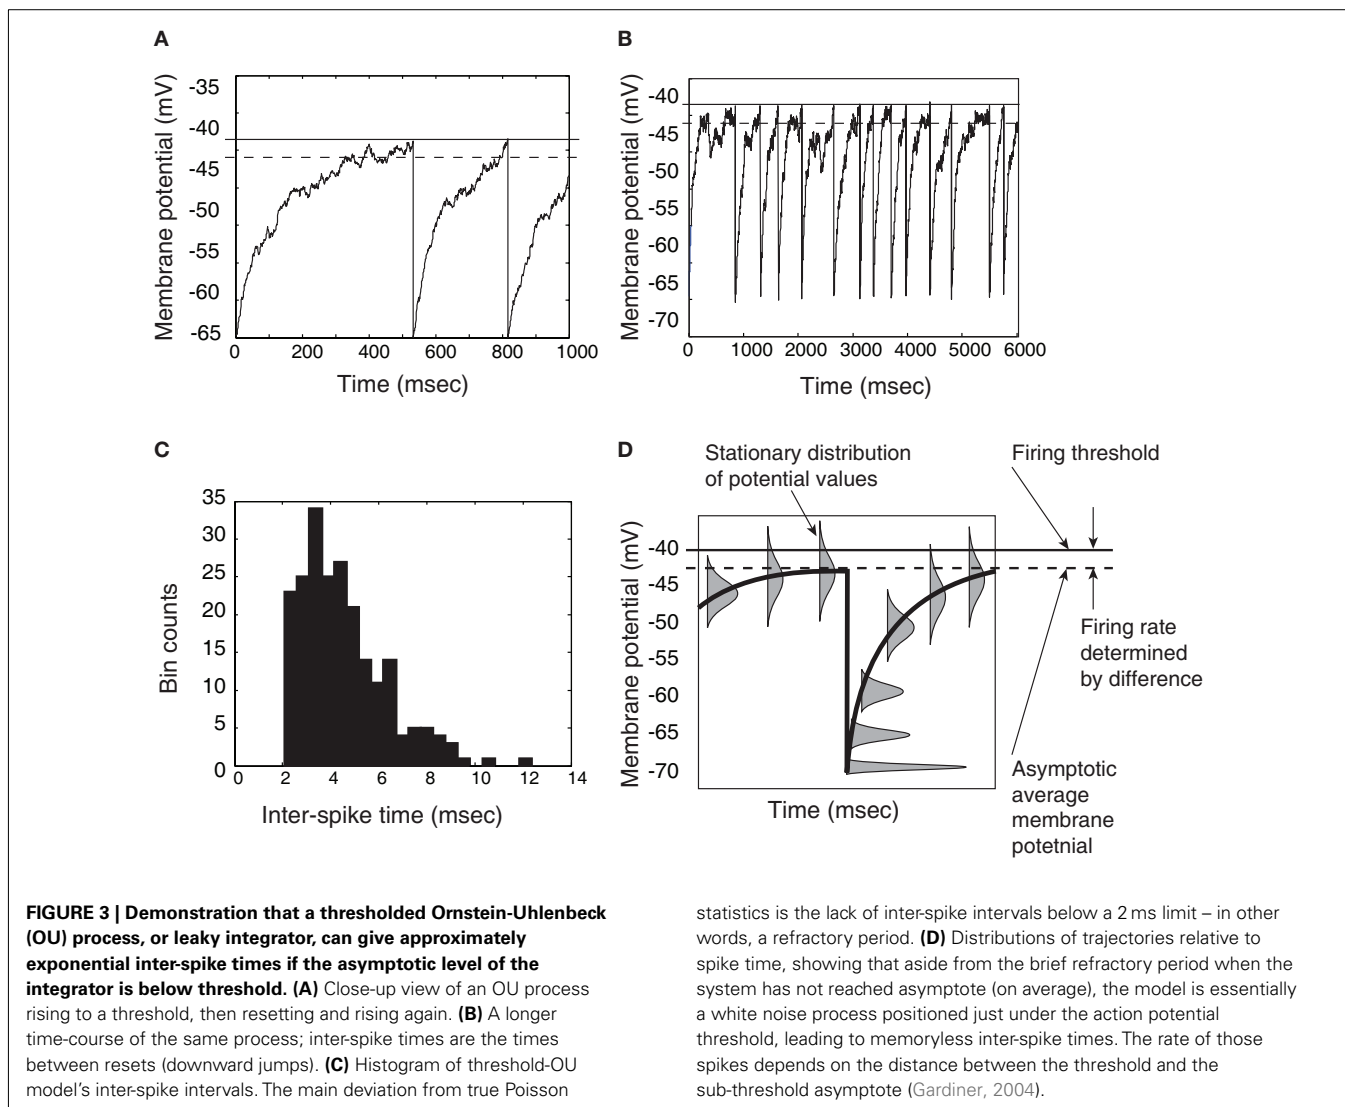 A
Membrane potential (mV)
-35
-40
-45
-50
-55
-60
-65
0
200
400
600
800
1000
Time (msec)
B
Membrane potential (mV)
-40
-45
-50
-55
-60
-65
-70
0
1000
2000
3000
4000
5000
6000
Time (msec)
C
Bin counts
35
30
25
20
15
10
5
0
0
2
4
6
8
10
12
14
Inter-spike time (msec)
D
Stationary distribution
of potential values
Firing threshold
Membrane potential (mV)
-40
-45
-50
-55
-60
-65
-70
Time (msec)
Firing rate
determined
by difference
Asymptotic
average
membrane
potetnial
FIGURE 3 | Demonstration that a thresholded Ornstein-Uhlenbeck
(OU) process, or leaky integrator, can give approximately
exponential inter-spike times if the asymptotic level of the
integrator is below threshold. (A) Close-up view of an OU process
rising to a threshold, then resetting and rising again. (B) A longer
time-course of the same process; inter-spike times are the times
between resets (downward jumps). (C) Histogram of threshold-OU
model's inter-spike intervals. The main deviation from true Poisson
statistics is the lack of inter-spike intervals below a 2 ms limit – in other
words, a refractory period. (D) Distributions of trajectories relative to
spike time, showing that aside from the brief refractory period when the
system has not reached asymptote (on average), the model is essentially
a white noise process positioned just under the action potential
threshold, leading to memoryless inter-spike times. The rate of those
spikes depends on the distance between the threshold and the
sub-threshold asymptote (Gardiner, 2004).